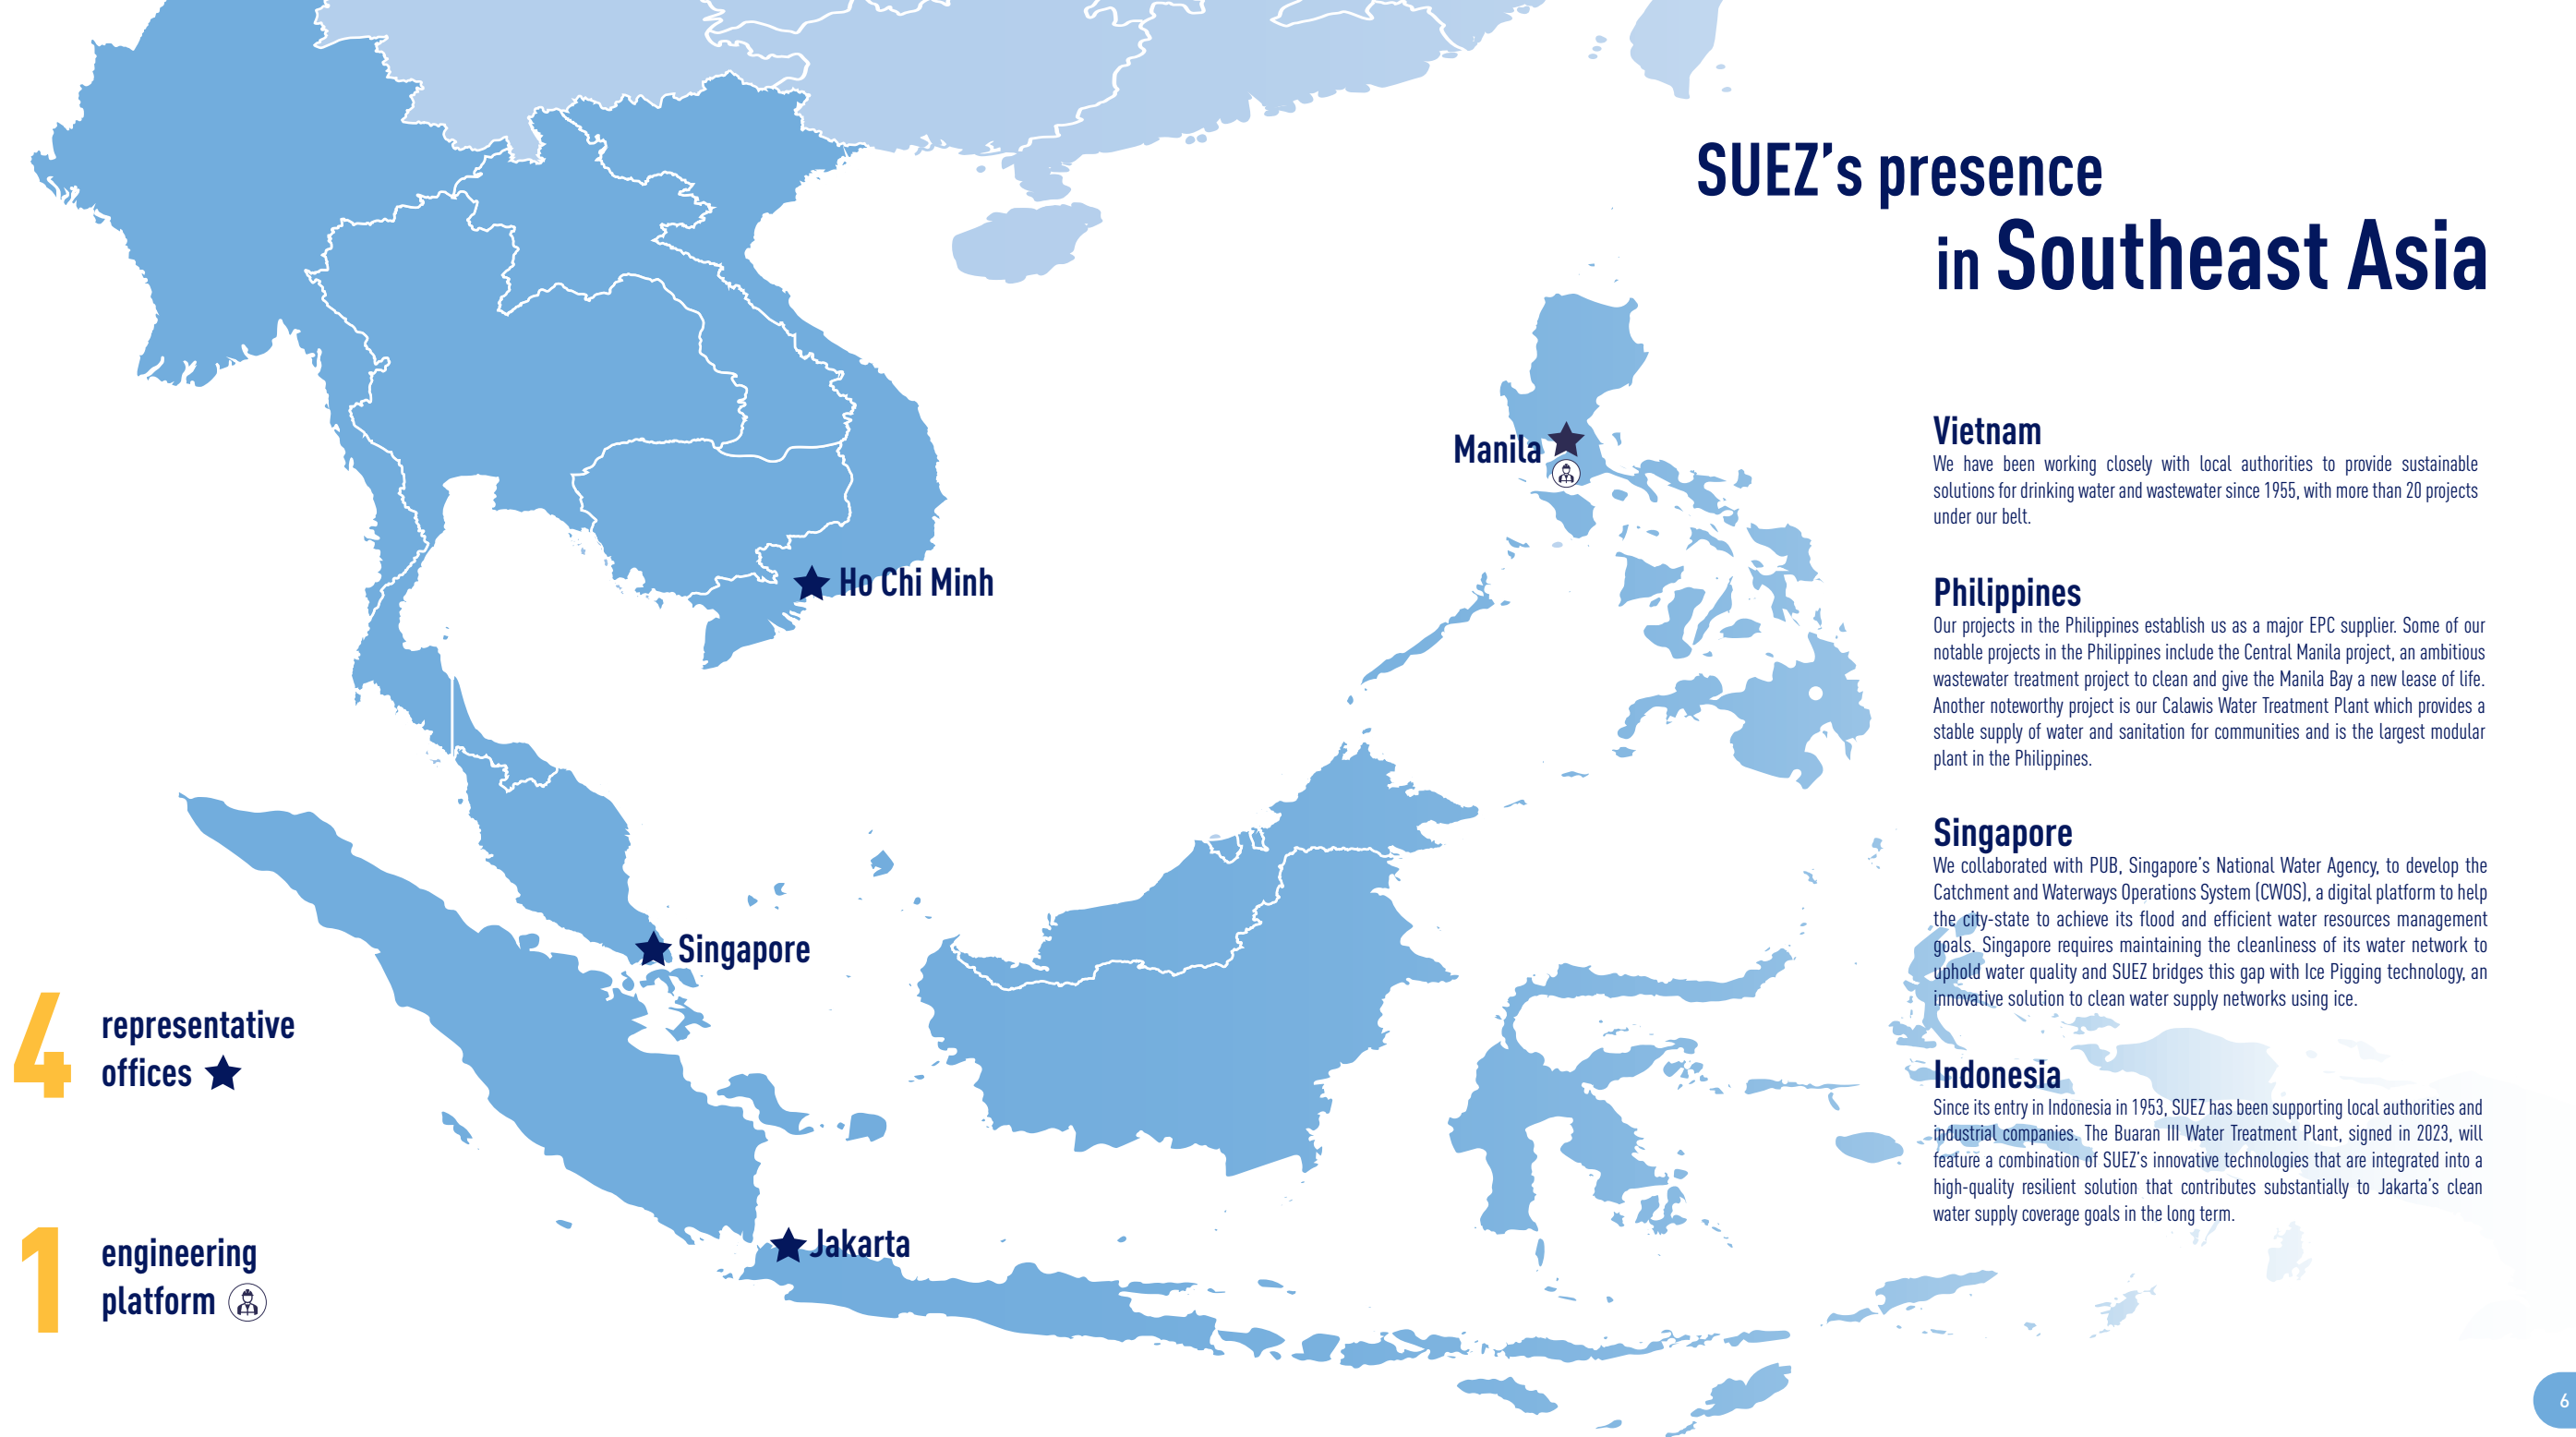 SUEZ’s presence
in Southeast Asia
Manila
Ho Chi Minh
Singapore
Jakarta
4 representative
offices
1 engineering
platform
Vietnam
We have been working closely with local authorities to provide sustainable
solutions for drinking water and wastewater since 1955, with more than 20 projects
under our belt.
Philippines
Our projects in the Philippines establish us as a major EPC supplier. Some of our
notable projects in the Philippines include the Central Manila project, an ambitious
wastewater treatment project to clean and give the Manila Bay a new lease of life.
Another noteworthy project is our Calawis Water Treatment Plant which provides a
stable supply of water and sanitation for communities and is the largest modular
plant in the Philippines.
Singapore
We collaborated with PUB, Singapore’s National Water Agency, to develop the
Catchment and Waterways Operations System (CWOS), a digital platform to help
the city-state to achieve its flood and efficient water resources management
goals. Singapore requires maintaining the cleanliness of its water network to
uphold water quality and SUEZ bridges this gap with Ice Pigging technology, an
innovative solution to clean water supply networks using ice.
Indonesia
Since its entry in Indonesia in 1953, SUEZ has been supporting local authorities and
industrial companies. The Buaran III Water Treatment Plant, signed in 2023, will
feature a combination of SUEZ’s innovative technologies that are integrated into a
high-quality resilient solution that contributes substantially to Jakarta’s clean
water supply coverage goals in the long term.
6